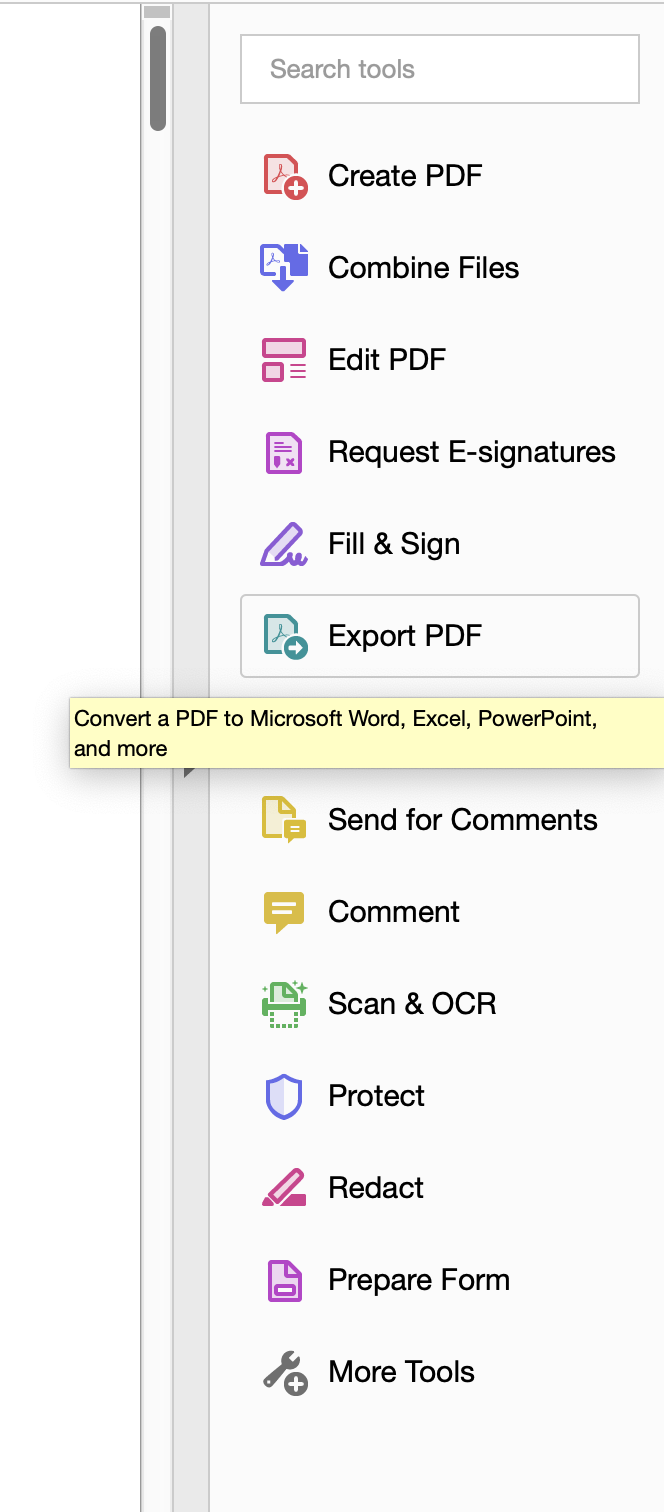 Search tools
Create PDF
Combine Files
Edit PDF
Request E-signatures
Fill & Sign
Export PDF
Convert a PDF to Microsoft Word, Excel, PowerPoint,
and more
Send for Comments
Comment
Scan & OCR
Protect
Redact
Prepare Form
More Tools